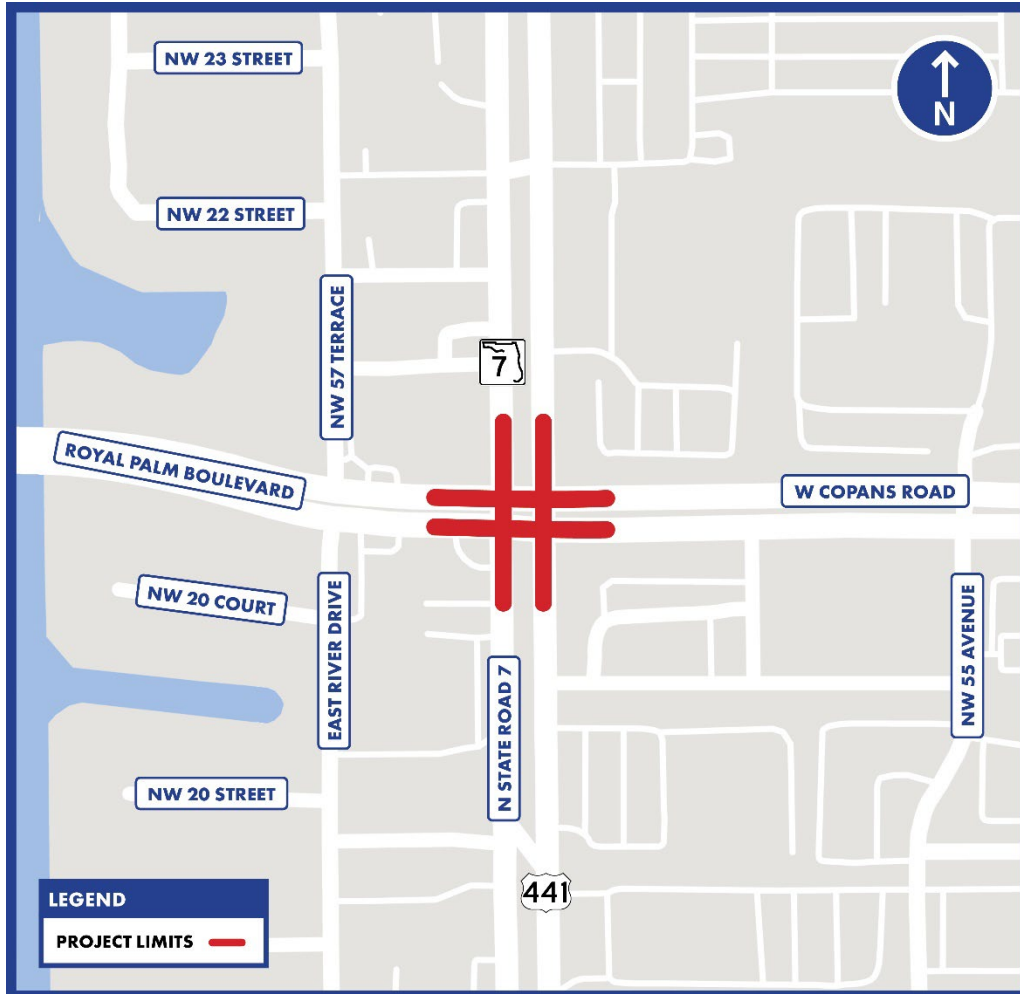 NW 23 STREET
N
NW 22 STREET
NW 57 TERRACE
7
ROYAL PALM BOULEVARD
W COPANS ROAD
NW 20 COURT
EAST RIVER DRIVE
N STATE ROAD 7
NW 55 AVENUE
NW 20 STREET
441
LEGEND
PROJECT LIMITS